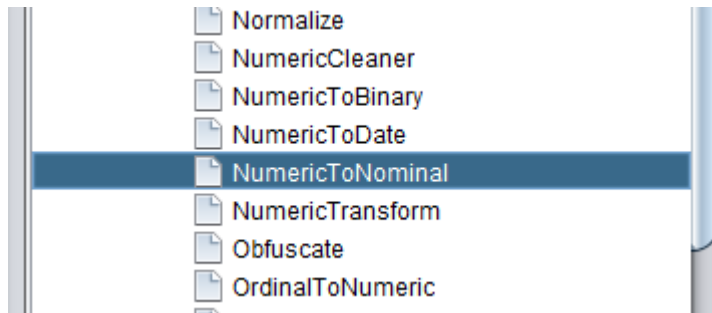 Normalize
NumericCleaner
NumericToBinary
NumericToDate
NumericToNominal
NumericTransform
Obfuscate
OrdinalToNumeric